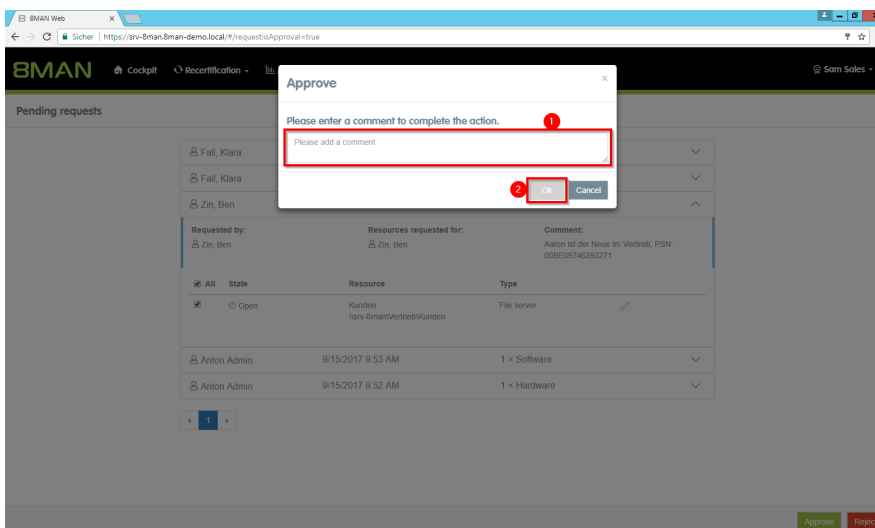 8MAN Web
Sicher | https://srv-8man.8man-demo.local/#/request:isApproval=true
8MAN Cockpit Recertification Sam Sales
Approve ×
Pending requests
Please enter a comment to complete the action. 1
Please add a comment
Fall, Klara
Fall, Klara
2 Ok Cancel
Zin, Ben
Requested by: Resources requested for: Comment:
Zin, Ben Zin, Ben Aaron ist der Neue im Vertireb, PSN:
00BE09746392271
All State Resource Type
Open Kunden File server
\\srv-8man\Vertrieb\Kunden
Anton Admin 9/15/2017 9:53 AM 1 × Software
Anton Admin 9/15/2017 9:52 AM 1 × Hardware
« 1 »
Approve Rejec